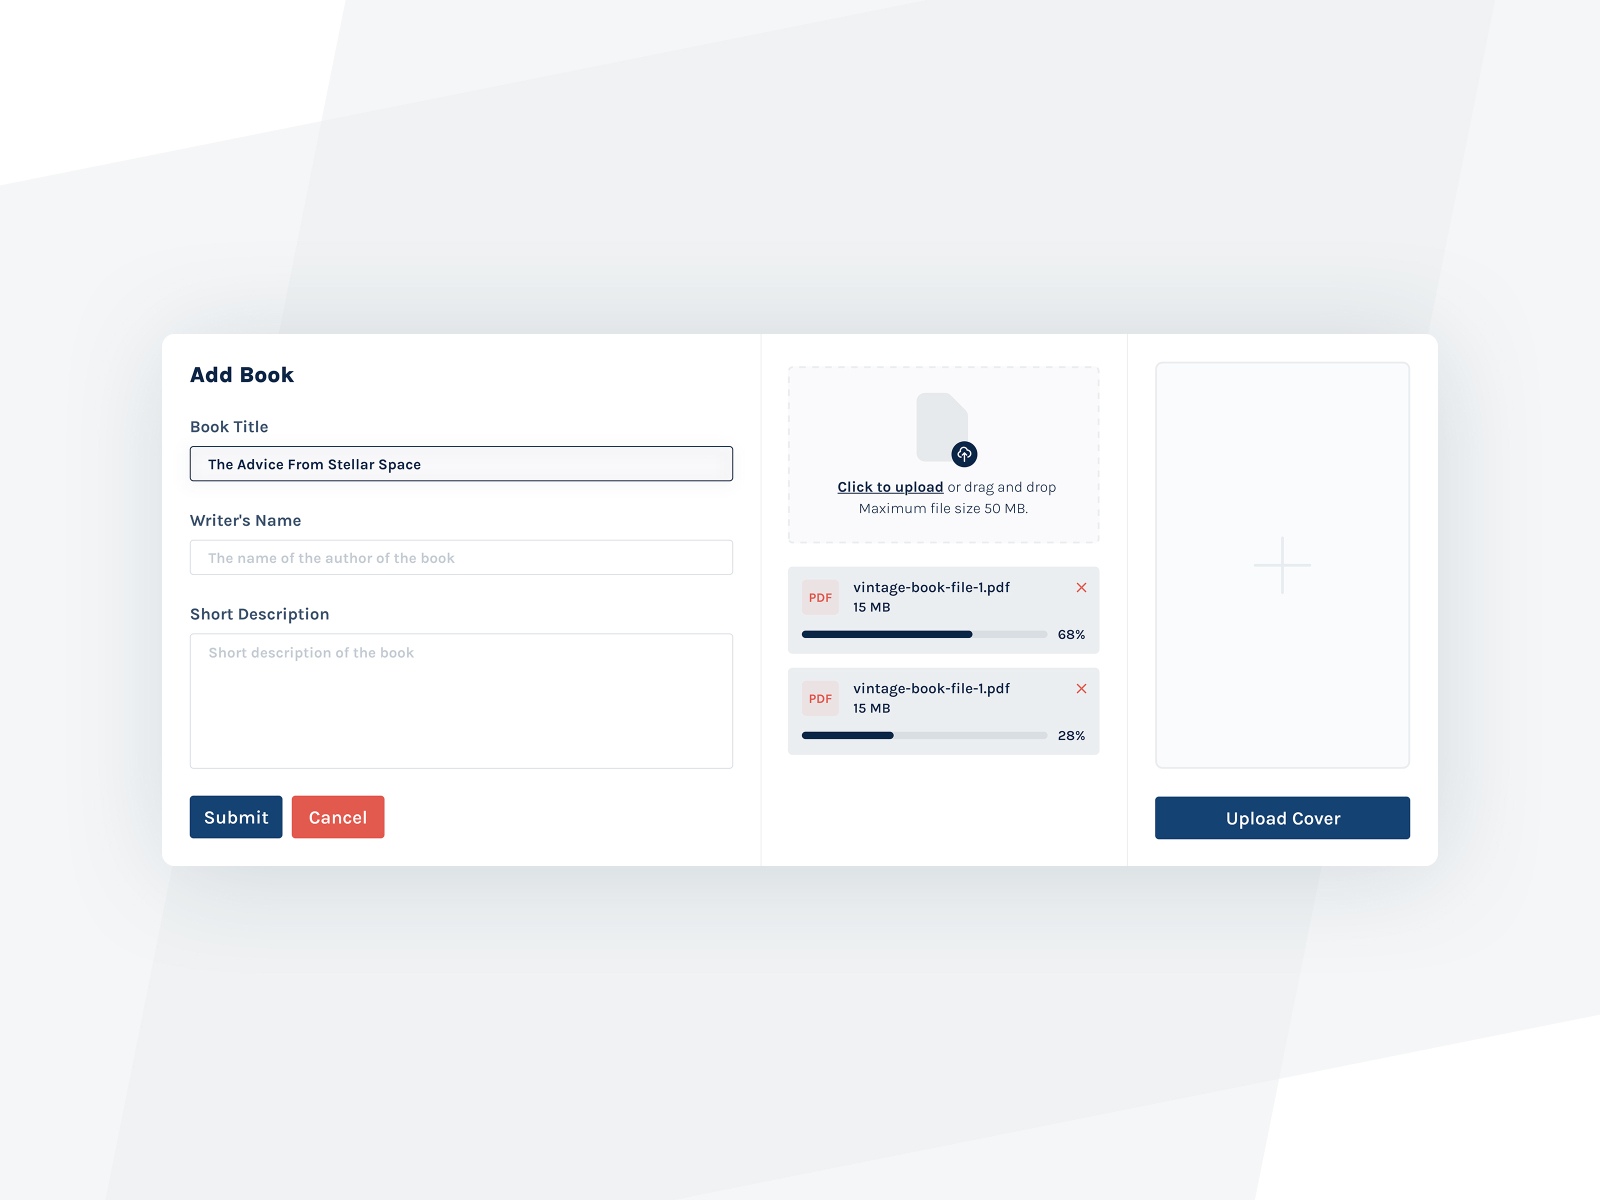 Add Book
Book Title
The Advice From Stellar Space
Writer's Name
The name of the author of the book
Short Description
Short description of the book
Submit
Cancel
Click to upload or drag and drop
Maximum file size 50 MB.
PDF
vintage-book-file-1.pdf
15 MB
68%
PDF
vintage-book-file-1.pdf
15 MB
28%
Upload Cover